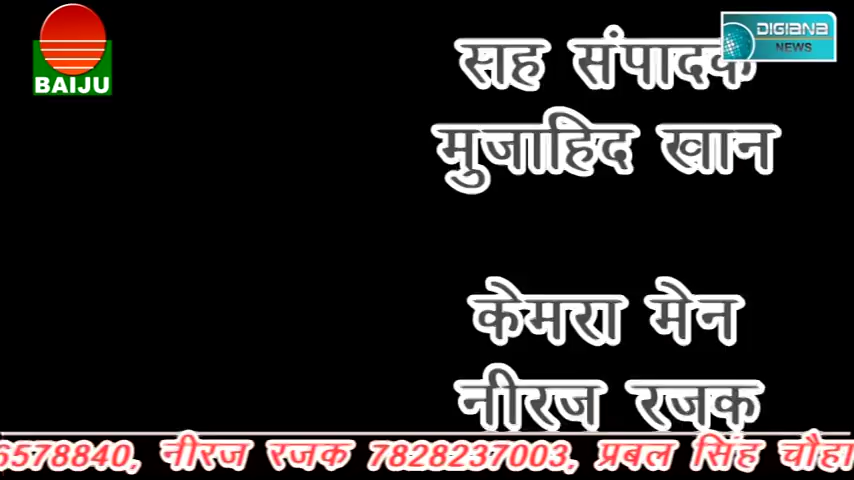 BAIJU
DIGIANA
NEWS
सह संपादक
मुजाहिद खान
केमरा मेन
नीरज रजक
6578840, नीरज रजक 7828237003, प्रबल सिंह चौहा